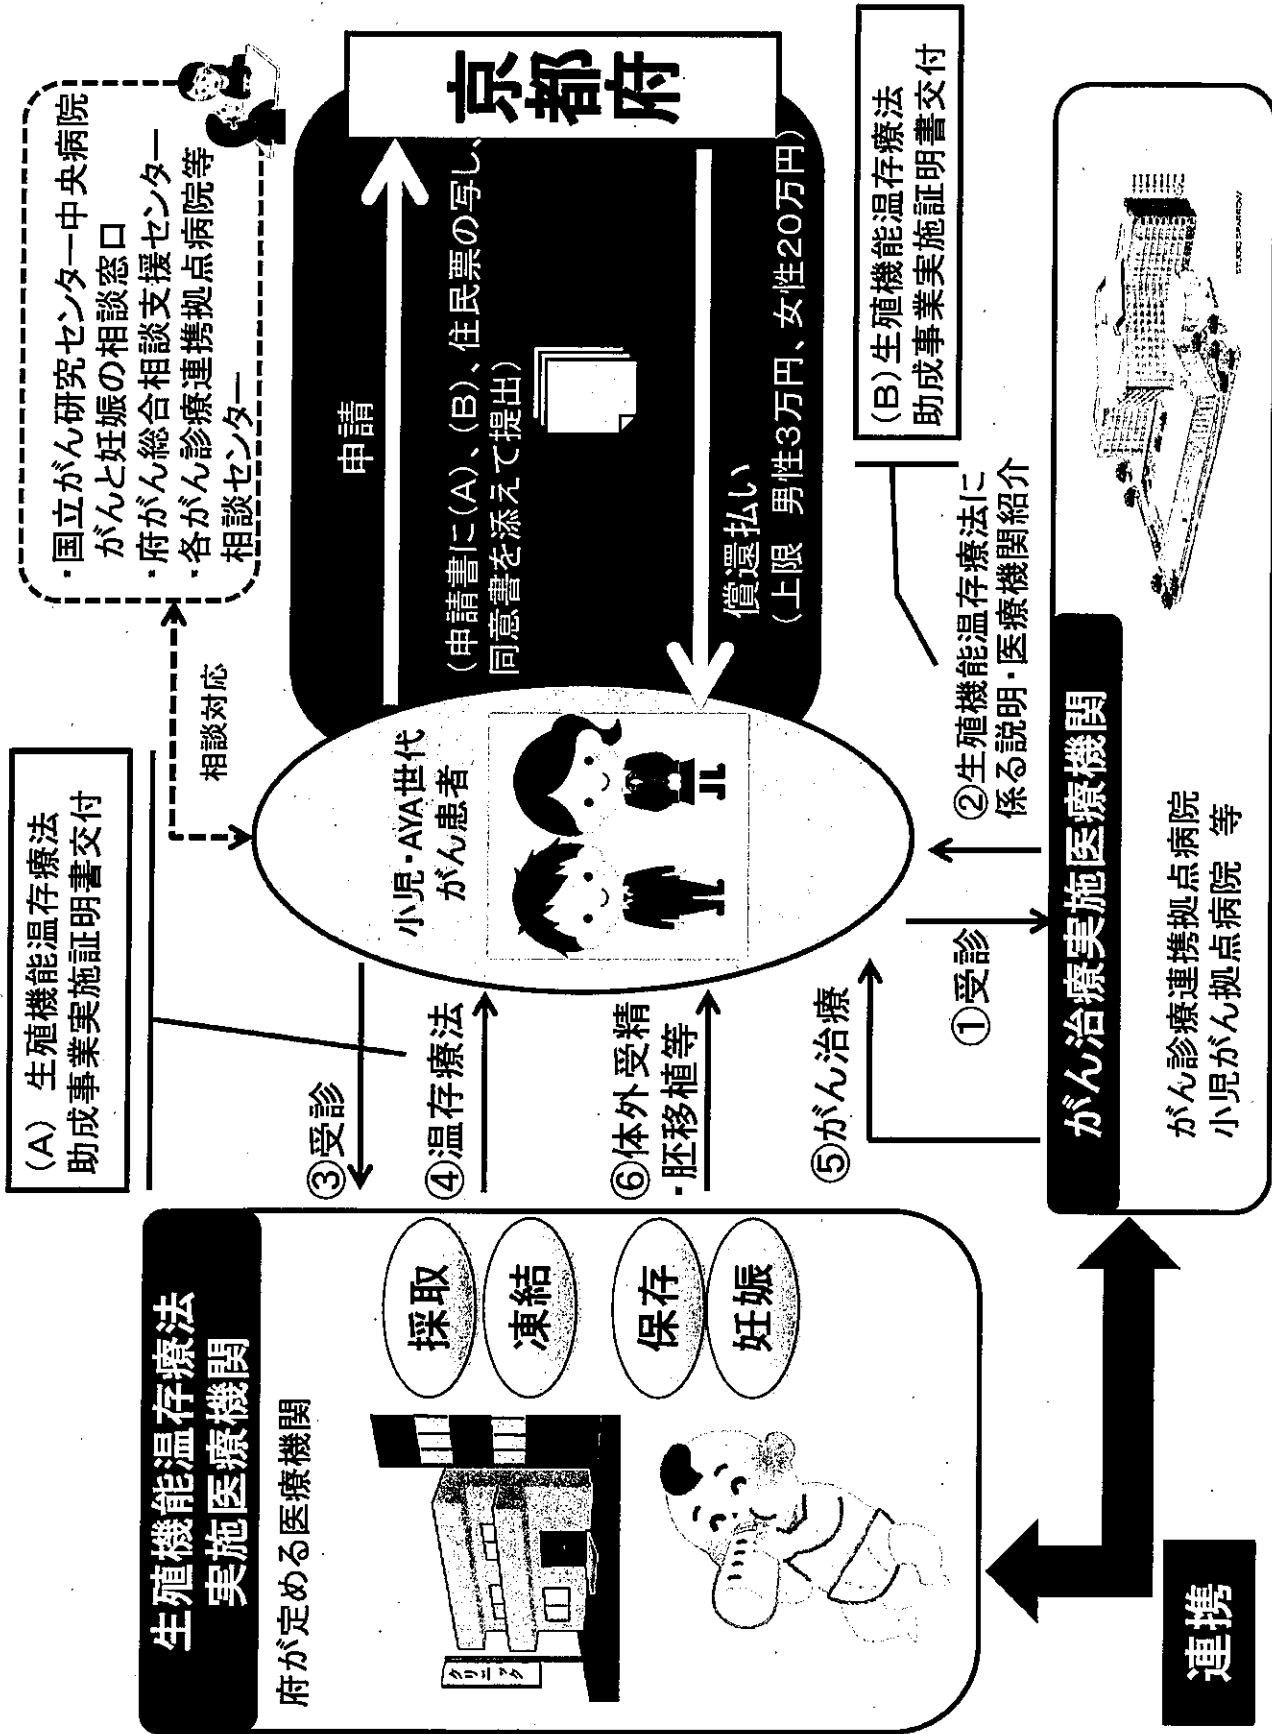 生殖機能温存療法
実施医療機関
府が定める医療機関
クリニック
採取
凍結
保存
妊娠
連携
(A) 生殖機能温存療法
助成事業実施証明書交付
③受診
④温存療法
⑥体外受精
・胚移植等
⑤がん治療
①受診
②生殖機能温存療法に
係る説明・医療機関紹介
小児・AYA世代
がん患者
相談対応
・国立がん研究センター中央病院
がんと妊娠の相談窓口
・府がん総合相談支援センター
・各がん診療連携拠点病院等
相談センター
申請
(申請書に(A)、(B)、住民票の写し、
同意書を添えて提出)
償還払い
(上限 男性3万円、女性20万円)
京都府
(B)生殖機能温存療法
助成事業実施証明書交付
がん治療実施医療機関
がん診療連携拠点病院
小児がん拠点病院 等
STUDIO SPARROW